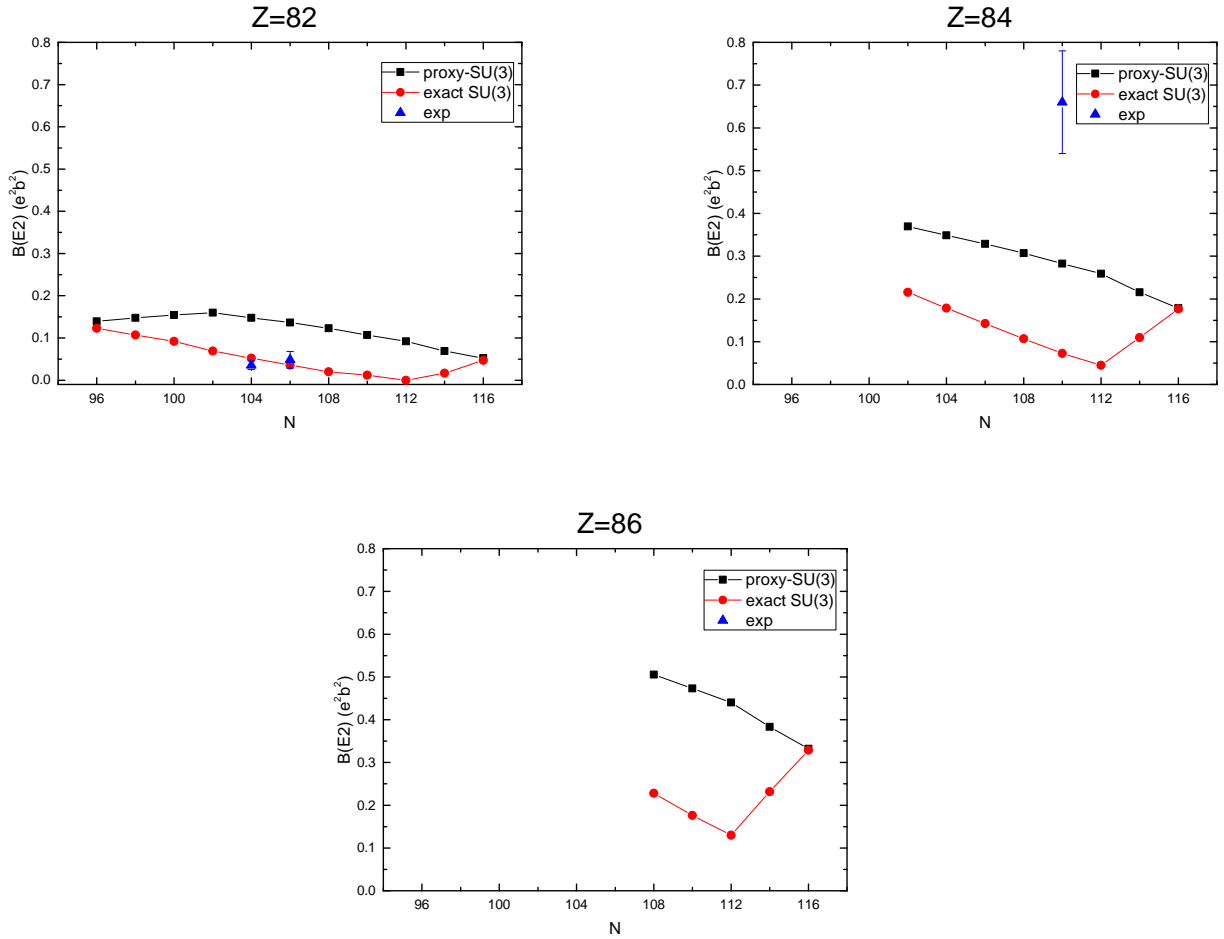 Z=82
0.8
0.7
0.6
0.5
0.4
0.3
0.2
0.1
0.0
B(E2) (e²b²)
proxy-SU(3)
exact SU(3)
exp
96 100 104 108 112 116
N
Z=84
0.8
0.7
0.6
0.5
0.4
0.3
0.2
0.1
0.0
B(E2) (e²b²)
proxy-SU(3)
exact SU(3)
exp
96 100 104 108 112 116
N
Z=86
0.8
0.7
0.6
0.5
0.4
0.3
0.2
0.1
0.0
B(E2) (e²b²)
proxy-SU(3)
exact SU(3)
exp
96 100 104 108 112 116
N